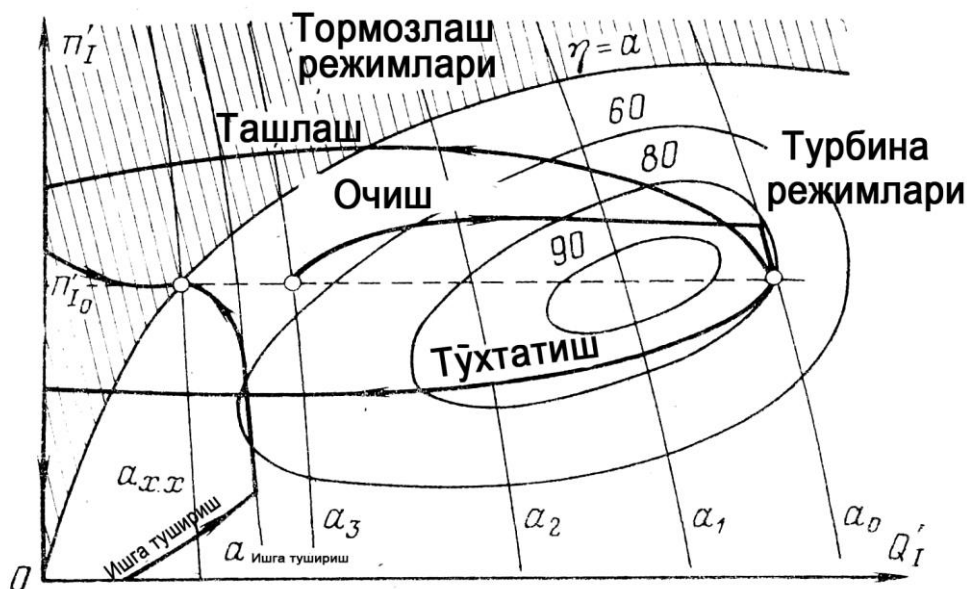 n'I
Тормозлаш
режимлари
η = a
60
Ташлаш
80
Турбина
режимлари
Очиш
90
n'I0
Тўхтатиш
aх.х
Ишга тушириш
a Ишга тушириш
a3
a2
a1
a0
Q'I
0